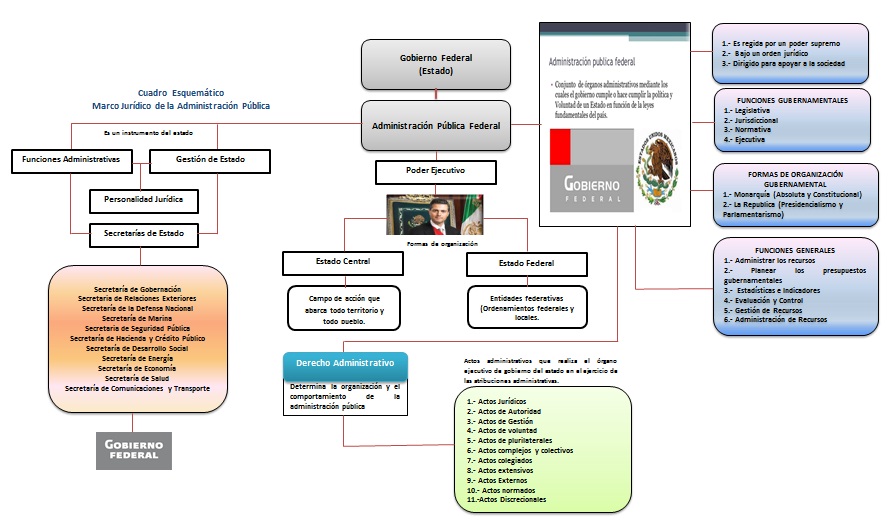 Gobierno Federal
(Estado)
Cuadro Esquemático
Marco Jurídico de la Administración Pública
Administración Pública Federal
Es un instrumento del estado
Funciones Administrativas
Gestión de Estado
Personalidad Jurídica
Secretarías de Estado
Secretaría de Gobernación
Secretaria de Relaciones Exteriores
Secretaría de la Defensa Nacional
Secretaría de Marina
Secretaria de Seguridad Pública
Secretaría de Hacienda y Crédito Público
Secretaría de Desarrollo Social
Secretaría de Energía
Secretaría de Economía
Secretaría de Salud
Secretaría de Comunicaciones y Transporte
GOBIERNO
FEDERAL
Poder Ejecutivo
Formas de organización
Estado Central
Estado Federal
Campo de acción que
abarca todo territorio y
todo pueblo.
Entidades federativas
(Ordenamientos federales y
locales.
Derecho Administrativo
Determina la organización y el
comportamiento de la
administración pública
Actos administrativos que realiza el órgano
ejecutivo de gobierno del estado en el ejercicio de
las atribuciones administrativas.
1.- Actos Jurídicos
2.- Actos de Autoridad
3.- Actos de Gestión
4.- Actos de voluntad
5.- Actos de plurilaterales
6.- Actos complejos y colectivos
7.- Actos colegiados
8.- Actos extensivos
9.- Actos Externos
10.- Actos normados
11.-Actos Discrecionales
Administración publica federal
• Conjunto de órganos administrativos mediante los
cuales el gobierno cumple o hace cumplir la política y
Voluntad de un Estado en función de la leyes
fundamentales del país.
GOBIERNO
FEDERAL
ESTADOS UNIDOS MEXICANOS
1.- Es regida por un poder supremo
2.- Bajo un orden jurídico
3.- Dirigido para apoyar a la sociedad
FUNCIONES GUBERNAMENTALES
1.- Legislativa
2.- Jurisdiccional
3.- Normativa
4.- Ejecutiva
FORMAS DE ORGANIZACIÓN
GUBERNAMENTAL
1.- Monarquía (Absoluta y Constitucional)
2.- La Republica (Presidencialismo y
Parlamentarismo)
FUNCIONES GENERALES
1.- Administrar los recursos
2.- Planear los presupuestos
gubernamentales
3.- Estadísticas e Indicadores
4.- Evaluación y Control
5.- Gestión de Recursos
6.- Administración de Recursos